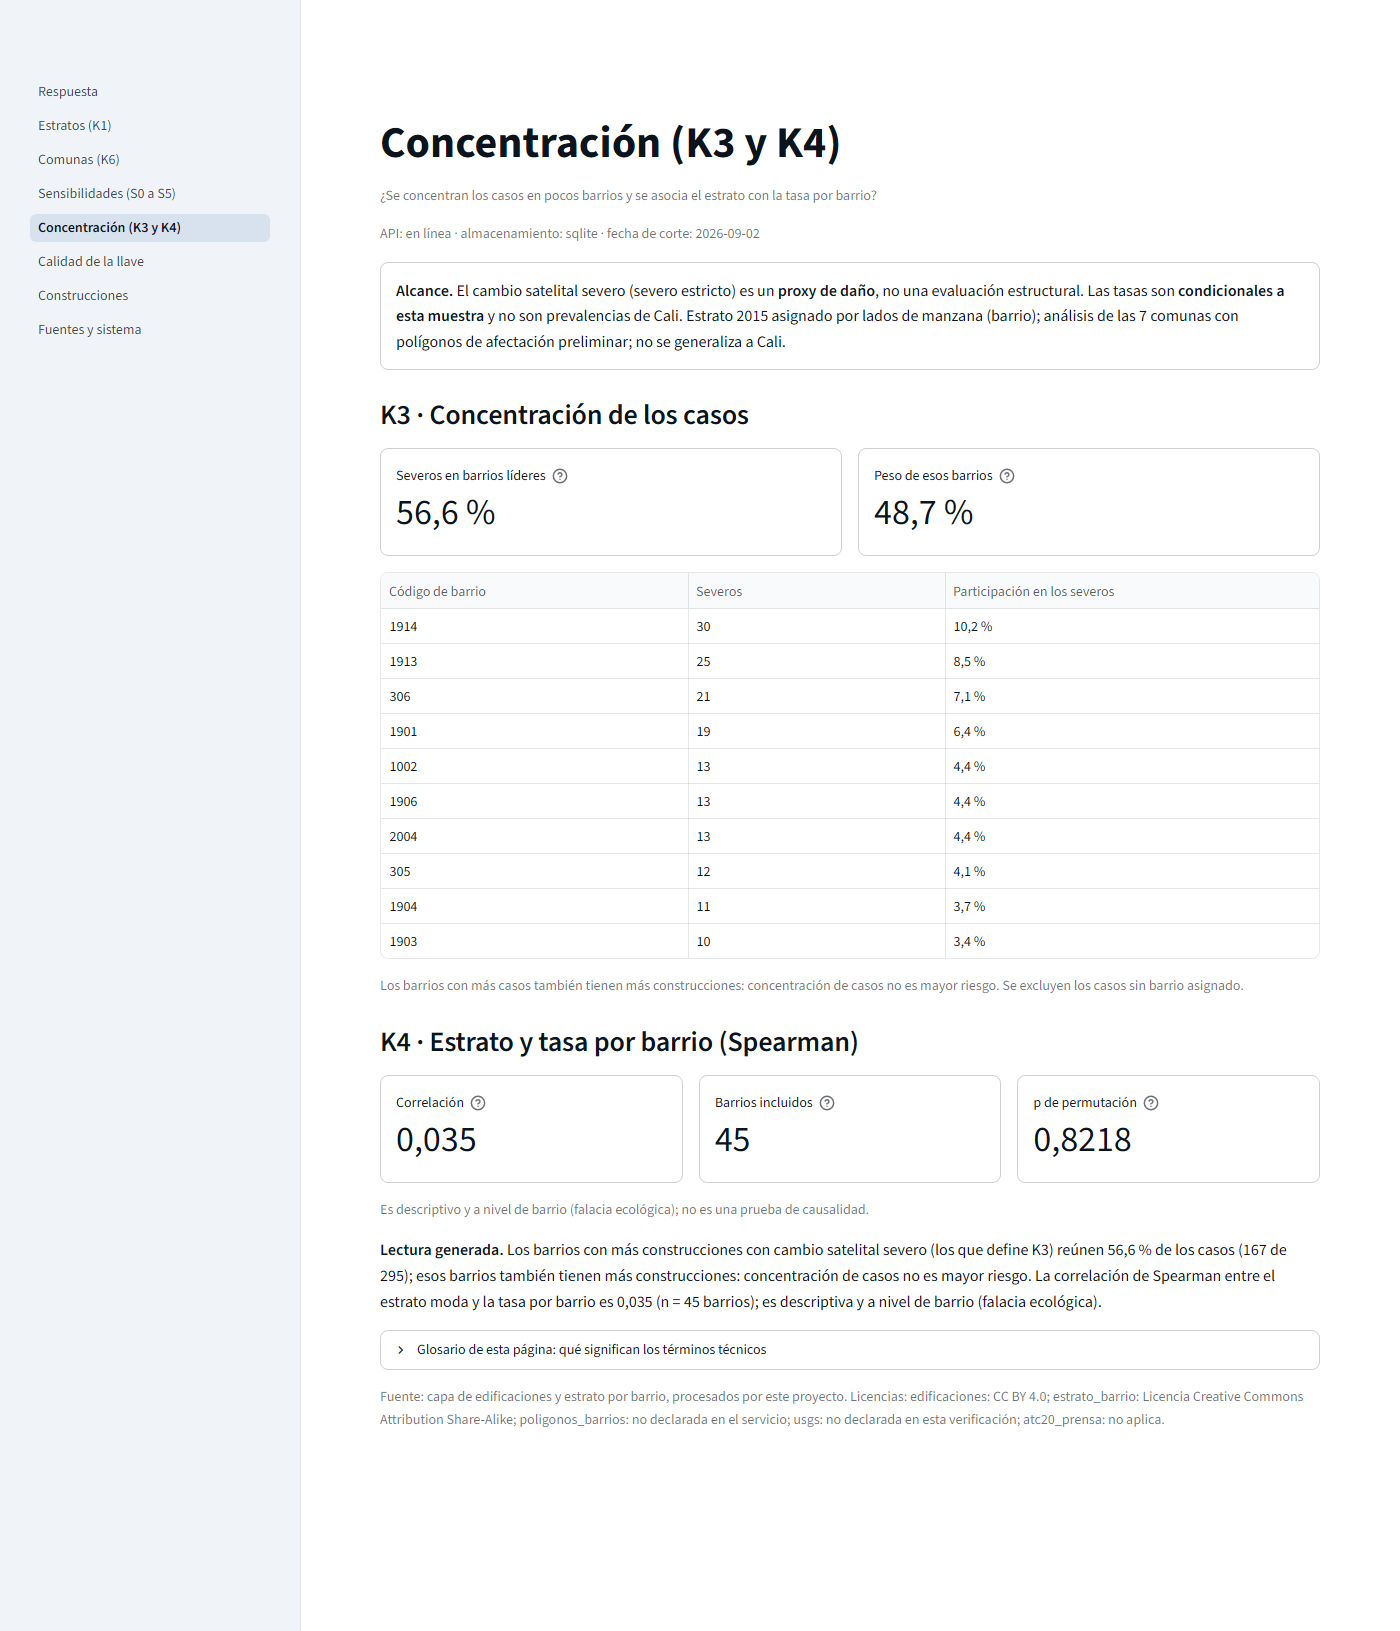 Respuesta
Estratos (K1)
Comunas (K6)
Sensibilidades (S0 a S5)
Concentración (K3 y K4)
Calidad de la llave
Construcciones
Fuentes y sistema
Concentración (K3 y K4)
¿Se concentran los casos en pocos barrios y se asocia el estrato con la tasa por barrio?
API: en línea · almacenamiento: sqlite · fecha de corte: 2026-09-02
Alcance. El cambio satelital severo (severo estricto) es un proxy de daño, no una evaluación estructural. Las tasas son condicionales a
esta muestra y no son prevalencias de Cali. Estrato 2015 asignado por lados de manzana (barrio); análisis de las 7 comunas con
polígonos de afectación preliminar; no se generaliza a Cali.
K3 · Concentración de los casos
Severos en barrios líderes
56,6 %
Peso de esos barrios
48,7 %
Código de barrio Severos Participación en los severos
1914 30 10,2 %
1913 25 8,5 %
306 21 7,1 %
1901 19 6,4 %
1002 13 4,4 %
1906 13 4,4 %
2004 13 4,4 %
305 12 4,1 %
1904 11 3,7 %
1903 10 3,4 %
Los barrios con más casos también tienen más construcciones: concentración de casos no es mayor riesgo. Se excluyen los casos sin barrio asignado.
K4 · Estrato y tasa por barrio (Spearman)
Correlación
0,035
Barrios incluidos
45
p de permutación
0,8218
Es descriptivo y a nivel de barrio (falacia ecológica); no es una prueba de causalidad.
Lectura generada. Los barrios con más construcciones con cambio satelital severo (los que define K3) reúnen 56,6 % de los casos (167 de
295); esos barrios también tienen más construcciones: concentración de casos no es mayor riesgo. La correlación de Spearman entre el
estrato moda y la tasa por barrio es 0,035 (n = 45 barrios); es descriptiva y a nivel de barrio (falacia ecológica).
Glosario de esta página: qué significan los términos técnicos
Fuente: capa de edificaciones y estrato por barrio, procesados por este proyecto. Licencias: edificaciones: CC BY 4.0; estrato_barrio: Licencia Creative Commons
Attribution Share-Alike; poligonos_barrios: no declarada en el servicio; usgs: no declarada en esta verificación; atc20_prensa: no aplica.